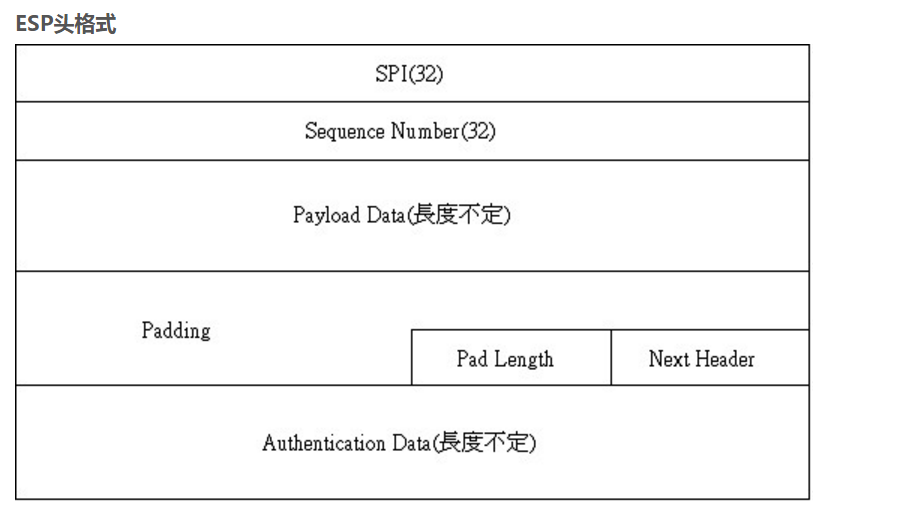 ESP头格式
SPI(32)
Sequence Number(32)
Payload Data(長度不定)
Padding
Pad Length
Next Header
Authentication Data(長度不定)